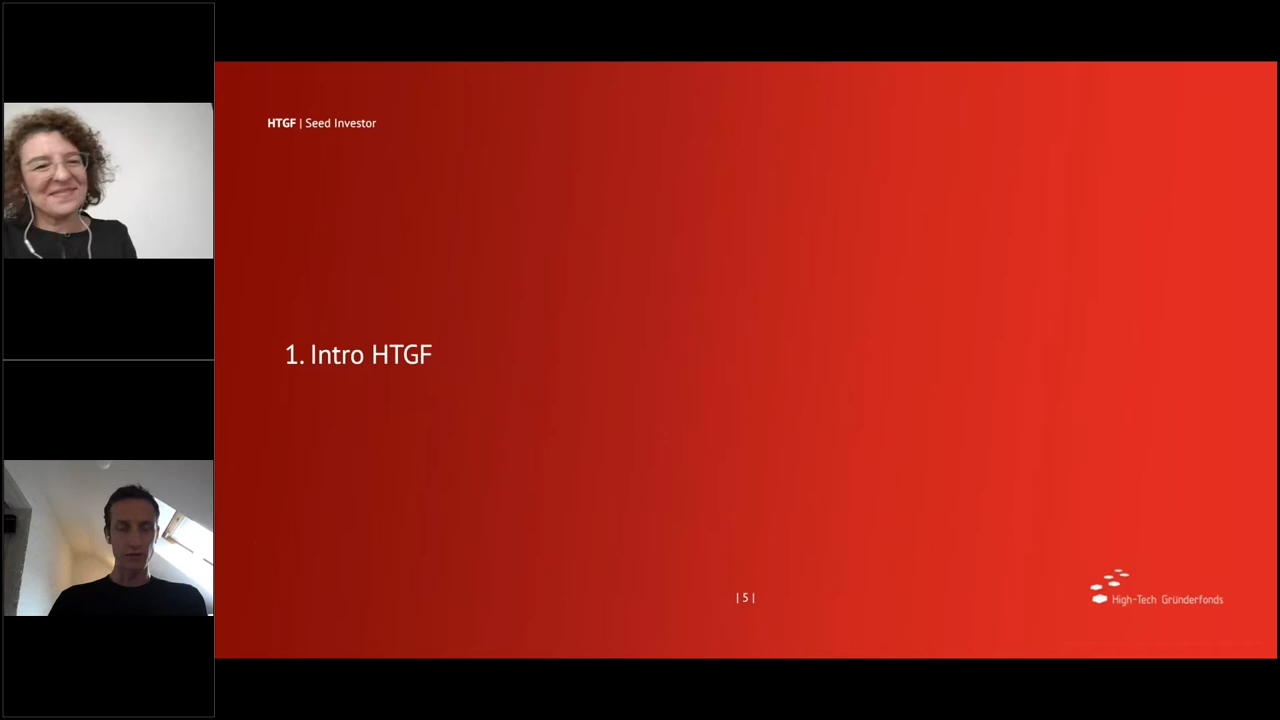 HTGF | Seed Investor
1. Intro HTGF
| 5 |
High-Tech Gründerfonds